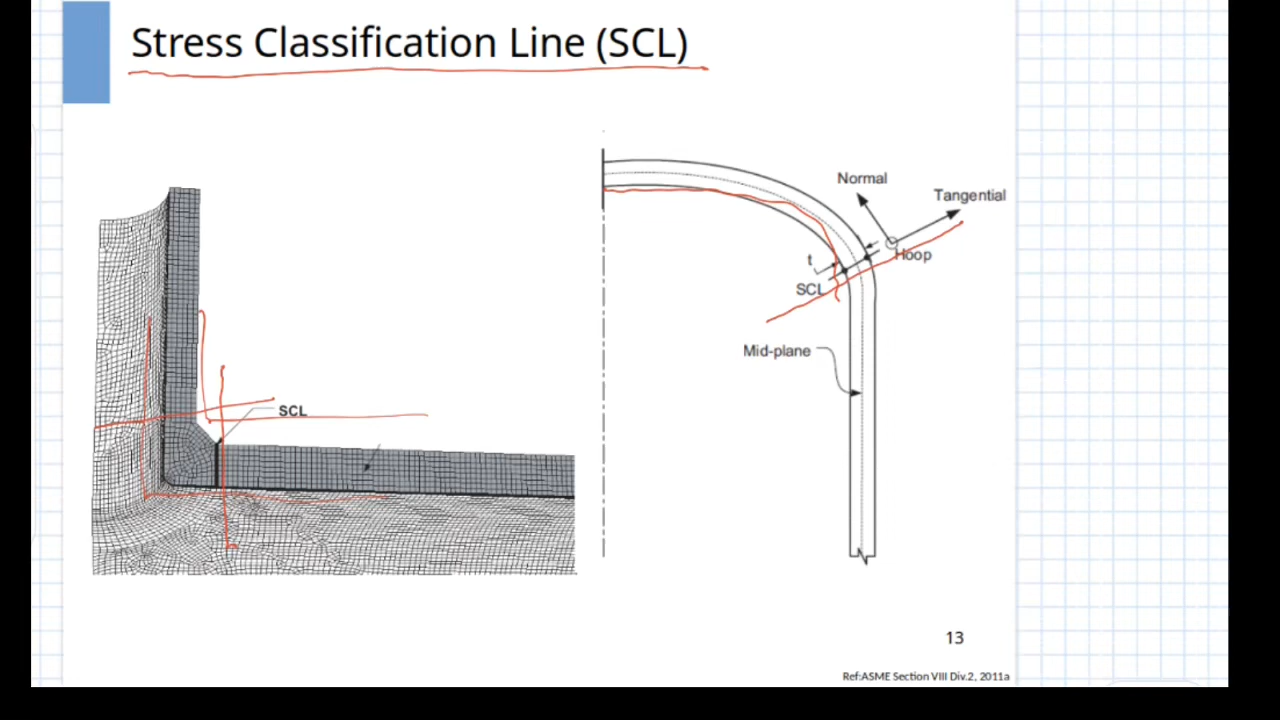 Stress Classification Line (SCL)
Normal
Tangential
Hoop
t
SCL
Mid-plane
SCL
13
Ref:ASME Section VIII Div.2, 2011a